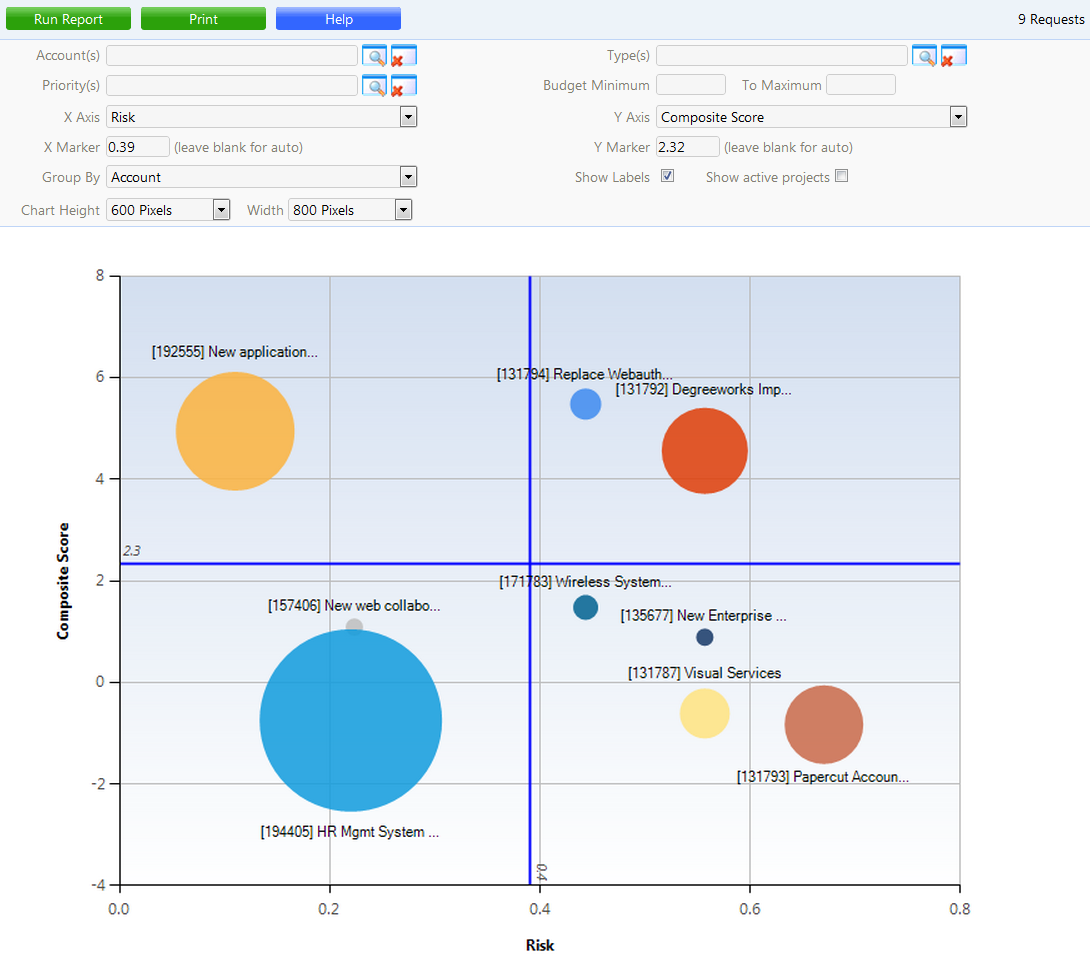 Run Report Print Help 9 Requests
Account(s) Type(s)
Priority(s) Budget Minimum To Maximum
X Axis Risk Y Axis Composite Score
X Marker 0.39 (leave blank for auto) Y Marker 2.32 (leave blank for auto)
Group By Account Show Labels Show active projects
Chart Height 600 Pixels Width 800 Pixels
8
[192555] New application...
6
[131794] Replace Webauth...
[131792] Degreeworks Imp...
4
Composite Score
2.3
2
[171783] Wireless System...
[157406] New web collabo...
[135677] New Enterprise ...
0
[131787] Visual Services
-2
[131793] Papercut Accoun...
[194405] HR Mgmt System ...
0.4
-4
0.0 0.2 0.4 0.6 0.8
Risk